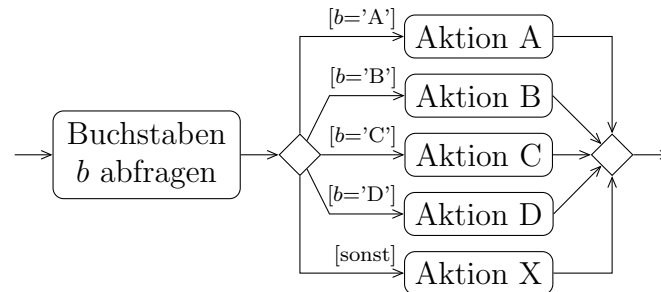 [b='A']
Aktion A
[b='B']
Aktion B
Buchstaben
b abfragen
[b='C']
Aktion C
[b='D']
Aktion D
[sonst]
Aktion X